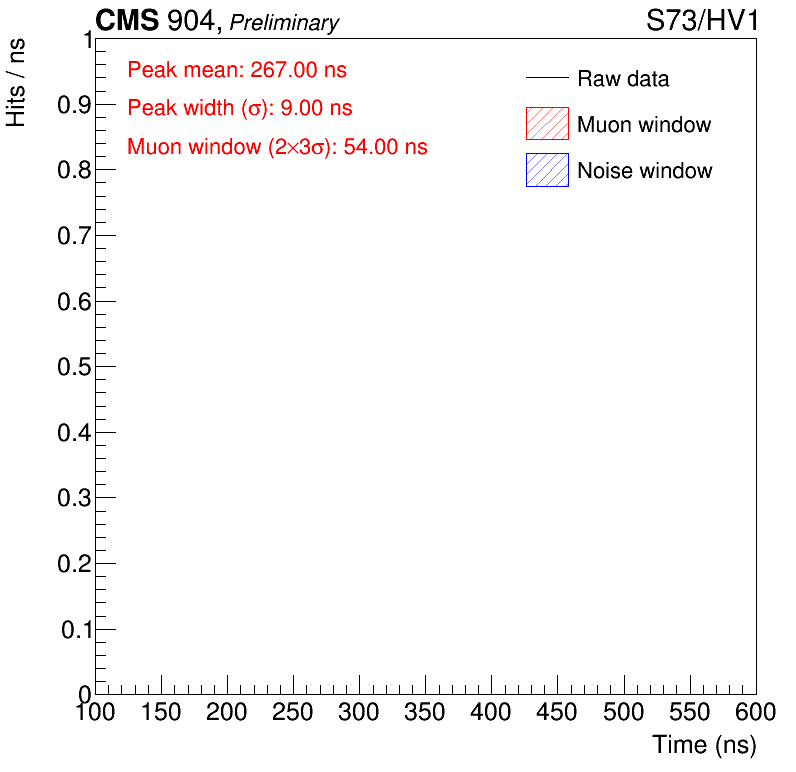 CMS 904, Preliminary S73/HV1
Hits / ns
Peak mean: 267.00 ns
Peak width (σ): 9.00 ns
Muon window (2×3σ): 54.00 ns
Raw data
Muon window
Noise window
1
0.9
0.8
0.7
0.6
0.5
0.4
0.3
0.2
0.1
0
100 150 200 250 300 350 400 450 500 550 600
Time (ns)